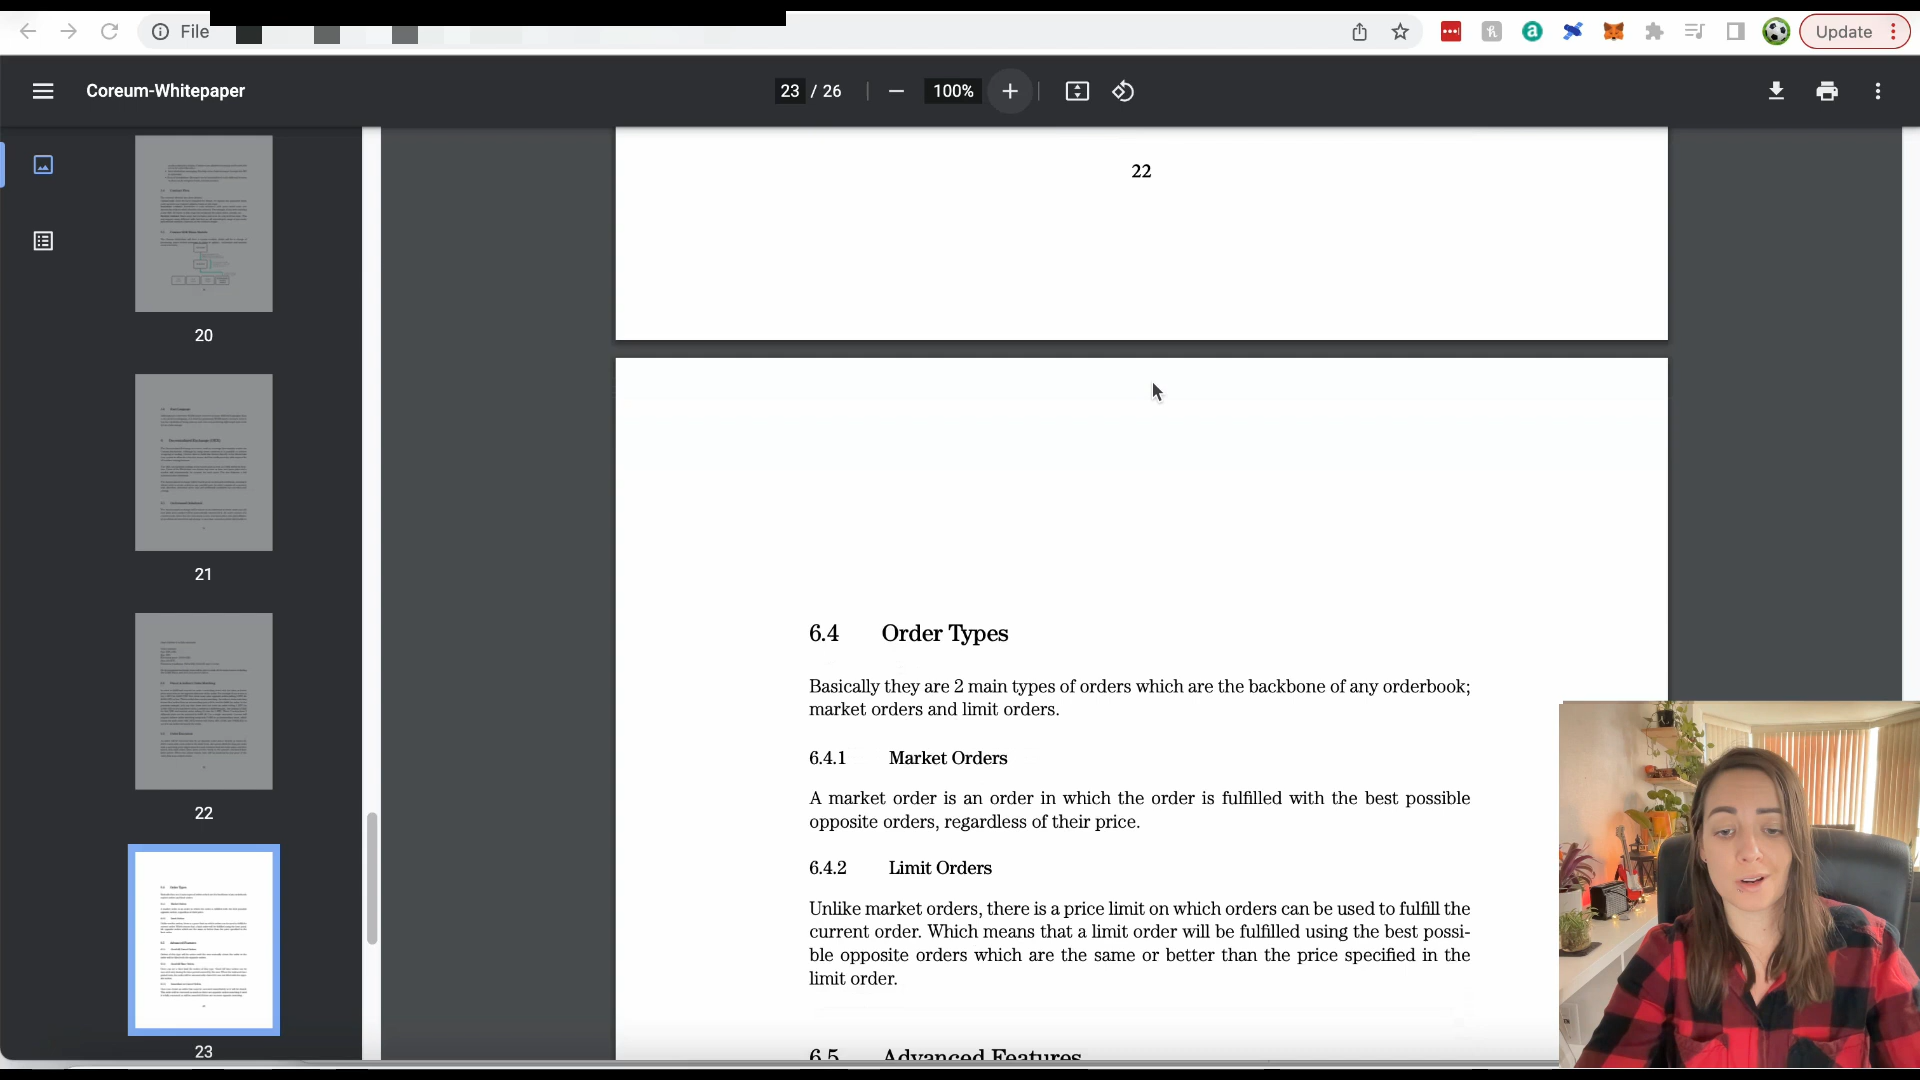 File
Update
Coreum-Whitepaper
23 / 26
100%
20
21
22
23
22
6.4 Order Types
Basically they are 2 main types of orders which are the backbone of any orderbook;
market orders and limit orders.
6.4.1 Market Orders
A market order is an order in which the order is fulfilled with the best possible
opposite orders, regardless of their price.
6.4.2 Limit Orders
Unlike market orders, there is a price limit on which orders can be used to fulfill the
current order. Which means that a limit order will be fulfilled using the best possi-
ble opposite orders which are the same or better than the price specified in the
limit order.
6.5 Advanced Features